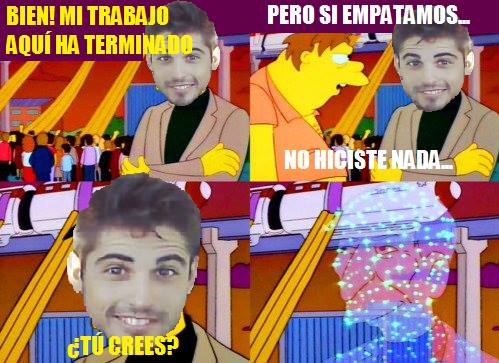 BIEN! MI TRABAJO
AQUÍ HA TERMINADO
PERO SI EMPATAMOS...
NO HICISTE NADA...
¿TÚ CREES?